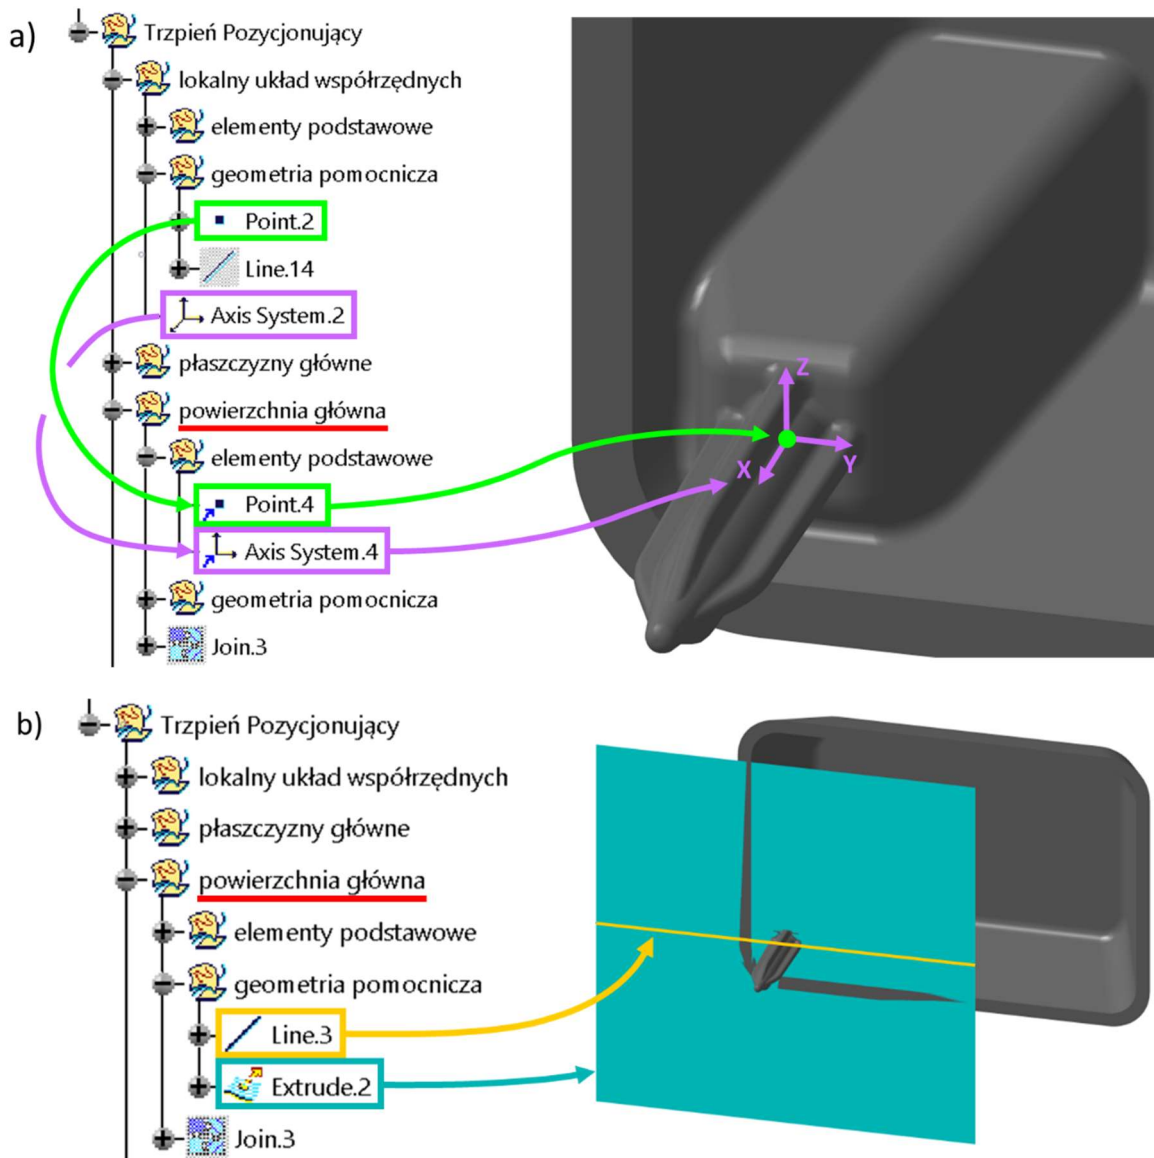 a)
Trzpień Pozycjonujący
lokalny układ współrzędnych
elementy podstawowe
geometria pomocnicza
Point.2
Line.14
Axis System.2
płaszczyzny główne
powierzchnia główna
elementy podstawowe
Point.4
Axis System.4
geometria pomocnicza
Join.3
Z
X
Y
b)
Trzpień Pozycjonujący
lokalny układ współrzędnych
płaszczyzny główne
powierzchnia główna
elementy podstawowe
geometria pomocnicza
Line.3
Extrude.2
Join.3